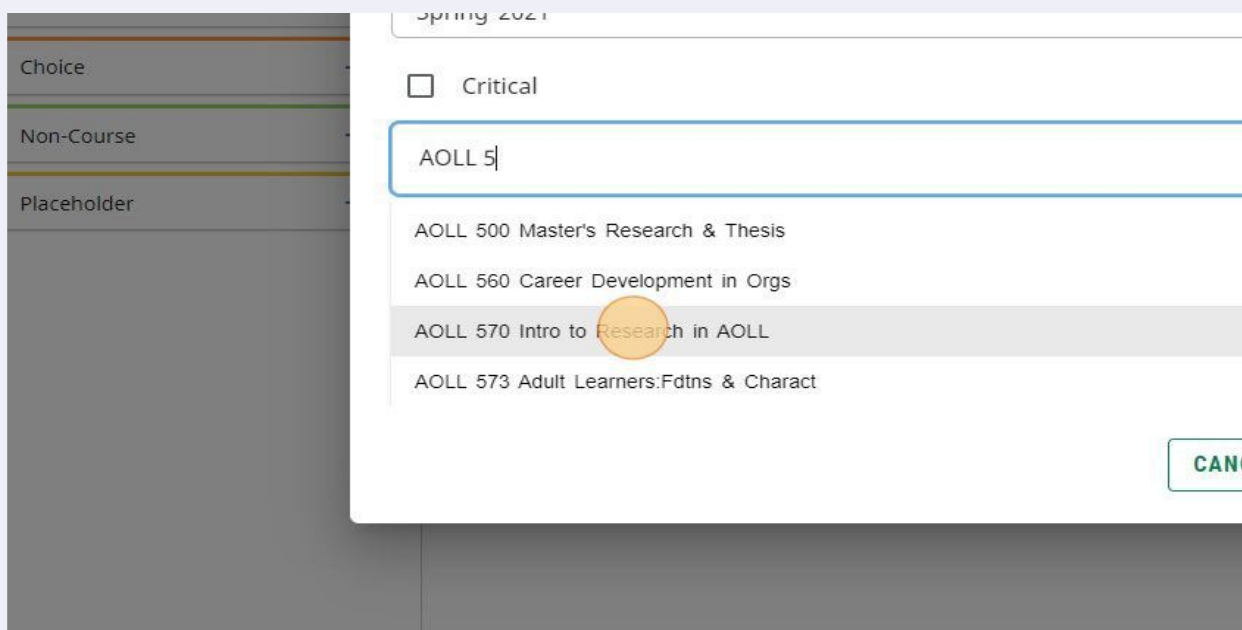 Spring 2021
Choice
Critical
Non-Course
AOLL 5
Placeholder
AOLL 500 Master's Research & Thesis
AOLL 560 Career Development in Orgs
AOLL 570 Intro to Research in AOLL
AOLL 573 Adult Learners:Fdtns & Charact